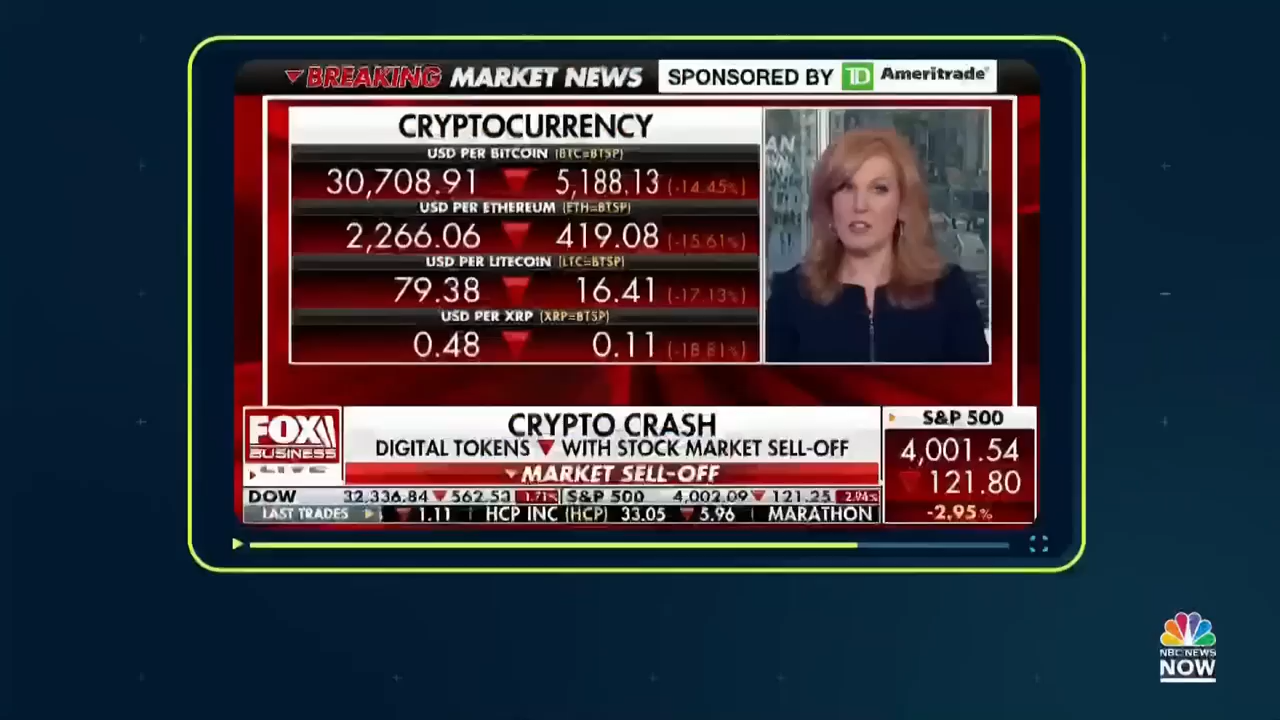 BREAKING MARKET NEWS SPONSORED BY TD Ameritrade
CRYPTOCURRENCY
USD PER BITCOIN (BTC=BTSP)
30,708.91 ▼ 5,188.13 (-14.45%)
USD PER ETHEREUM (ETH=BTSP)
2,266.06 ▼ 419.08 (-15.61%)
USD PER LITECOIN (LTC=BTSP)
79.38 ▼ 16.41 (-17.13%)
USD PER XRP (XRP=BTSP)
0.48 ▼ 0.11 (-18.81%)
AN
FOX
BUSINESS
LIVE
CRYPTO CRASH
DIGITAL TOKENS ▼ WITH STOCK MARKET SELL-OFF
MARKET SELL-OFF
S&P 500
4,001.54
▼ 121.80
-2.95%
DOW 32,336.84 ▼ 562.53 1.71% S&P 500 4,002.09 ▼ 121.25 2.94%
LAST TRADES ▼ 1.11 HCP INC (HCP) 33.05 ▼ 5.96 MARATHON
NBC NEWS
NOW